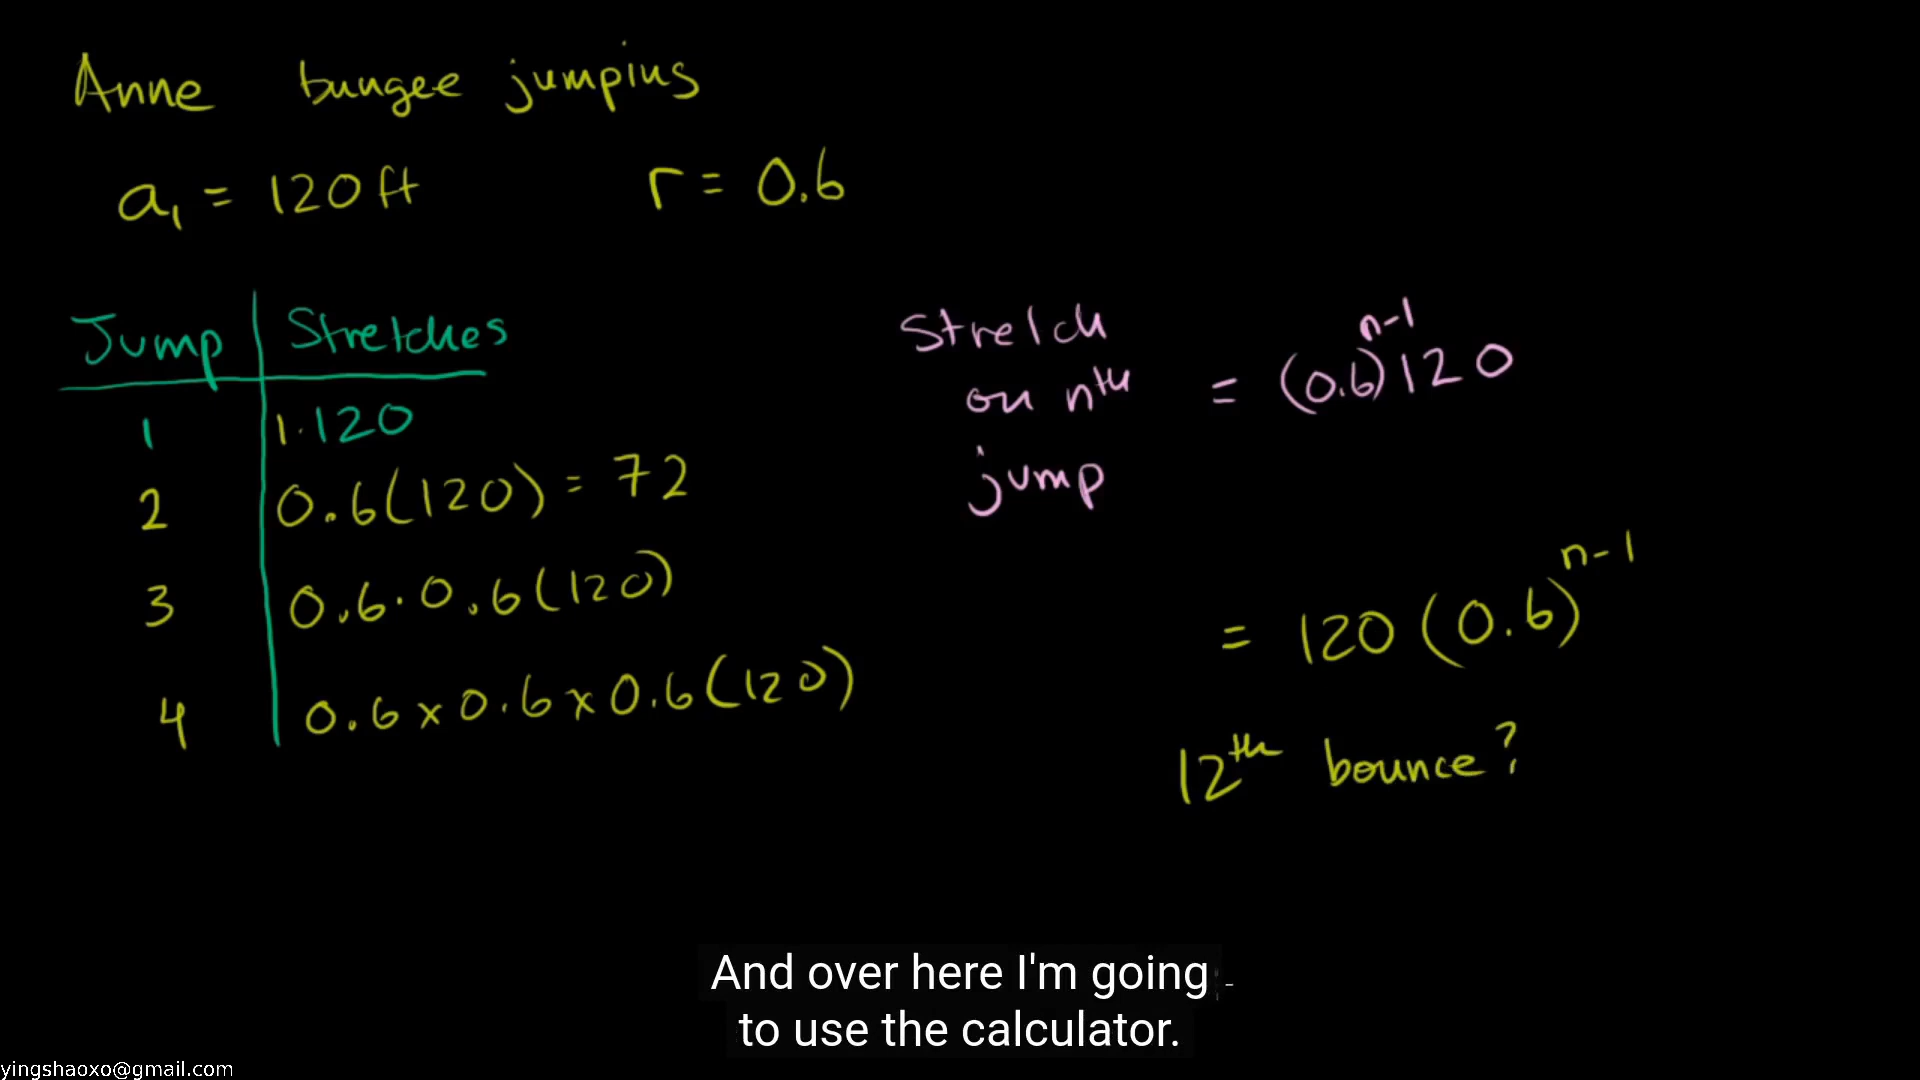 Anne bungee jumping
a₁ = 120 ft r = 0.6
Jump Stretches
1 1·120
2 0.6(120) = 72
3 0.6·0.6(120)
4 0.6 x 0.6 x 0.6(120)
Stretch
on nth
jump
= (0.6)ⁿ⁻¹ 120
= 120 (0.6)ⁿ⁻¹
12th bounce?
And over here I'm going
to use the calculator.
yingshaoxo@gmail.com